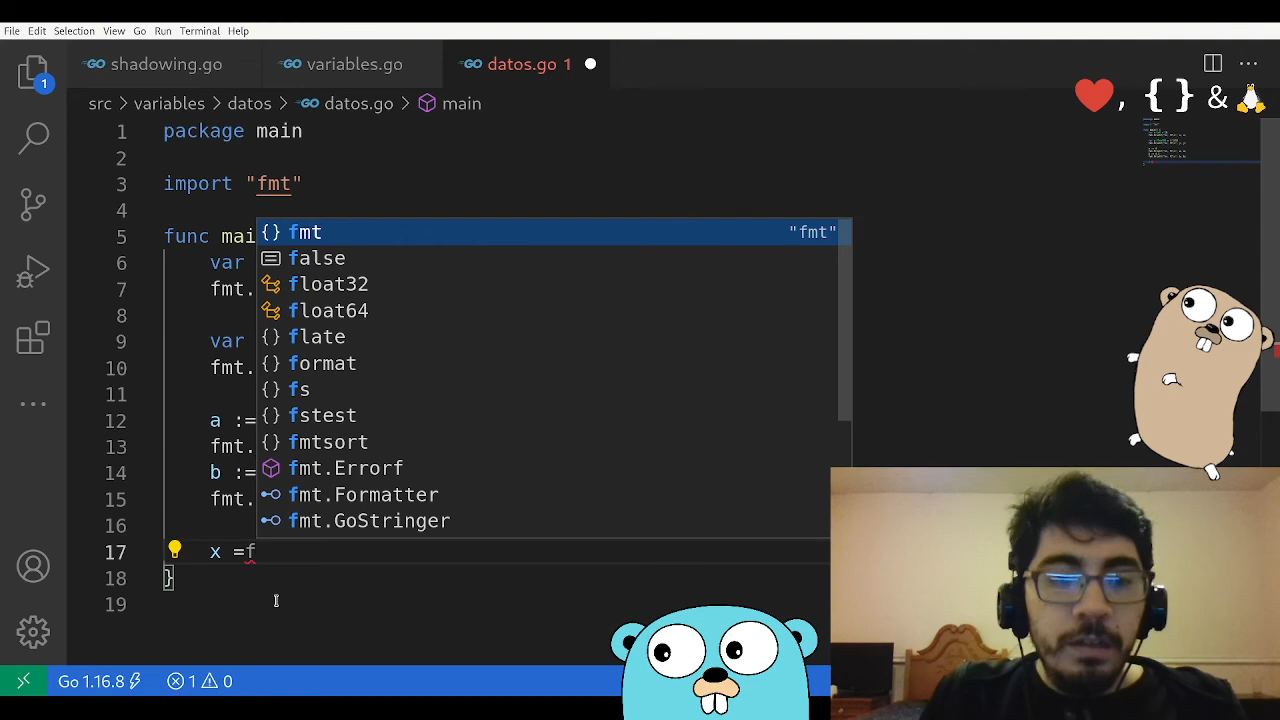 File Edit Selection View Go Run Terminal Help
shadowing.go variables.go datos.go 1
1
src > variables > datos > datos.go > main
, { } &
1 package main
2
3 import "fmt"
4
5 func mai
6 var
7 fmt.
8
9 var
10 fmt.
11
12 a :=
13 fmt.
14 b :=
15 fmt.
16
17 x =f
18 }
19
{} fmt "fmt"
false
float32
float64
{} flate
{} format
{} fs
{} fstest
{} fmtsort
fmt.Errorf
fmt.Formatter
fmt.GoStringer
Go 1.16.8 1 0